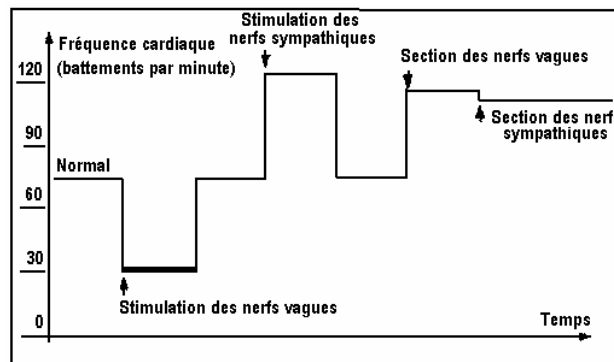 Stimulation des
nerfs sympathiques
Fréquence cardiaque
(battements par minute)
Section des nerfs vagues
120
90
Section des nerf
sympathiques
Normal
60
30
Stimulation des nerfs vagues
Temps
0